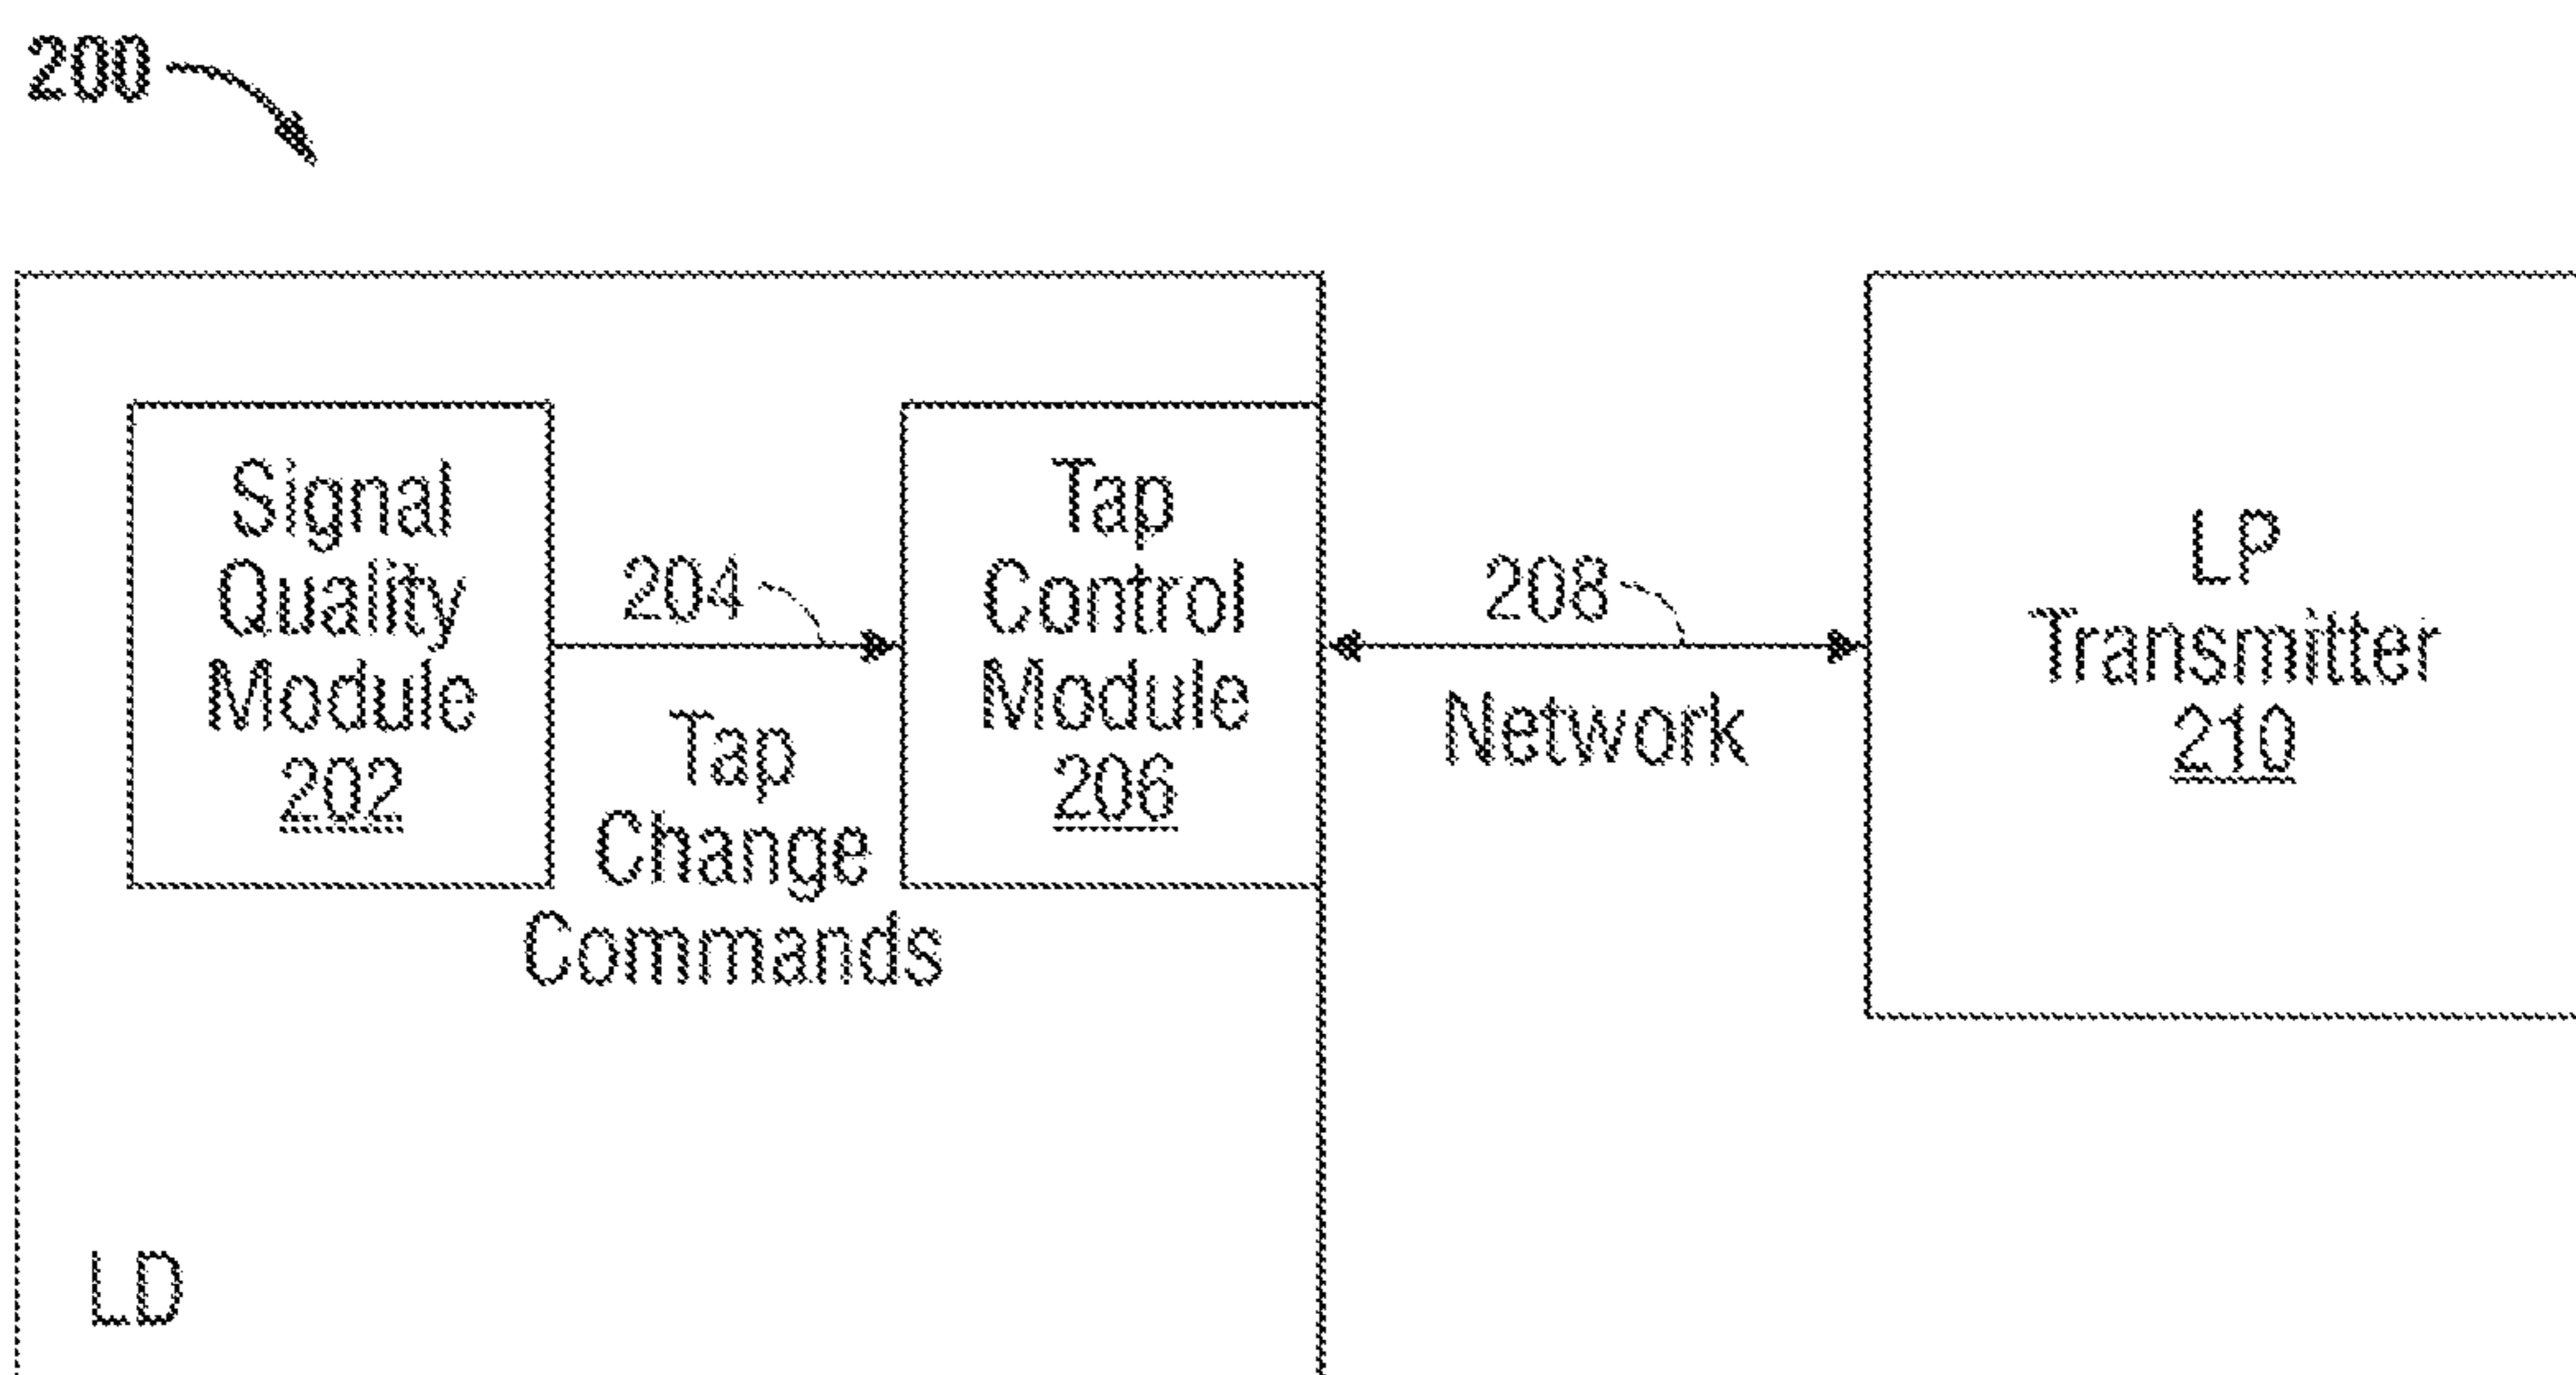 200
Signal
Quality
Module
202
204
Tap
Change
Commands
Tap
Control
Module
206
208
Network
LP
Transmitter
210
LD